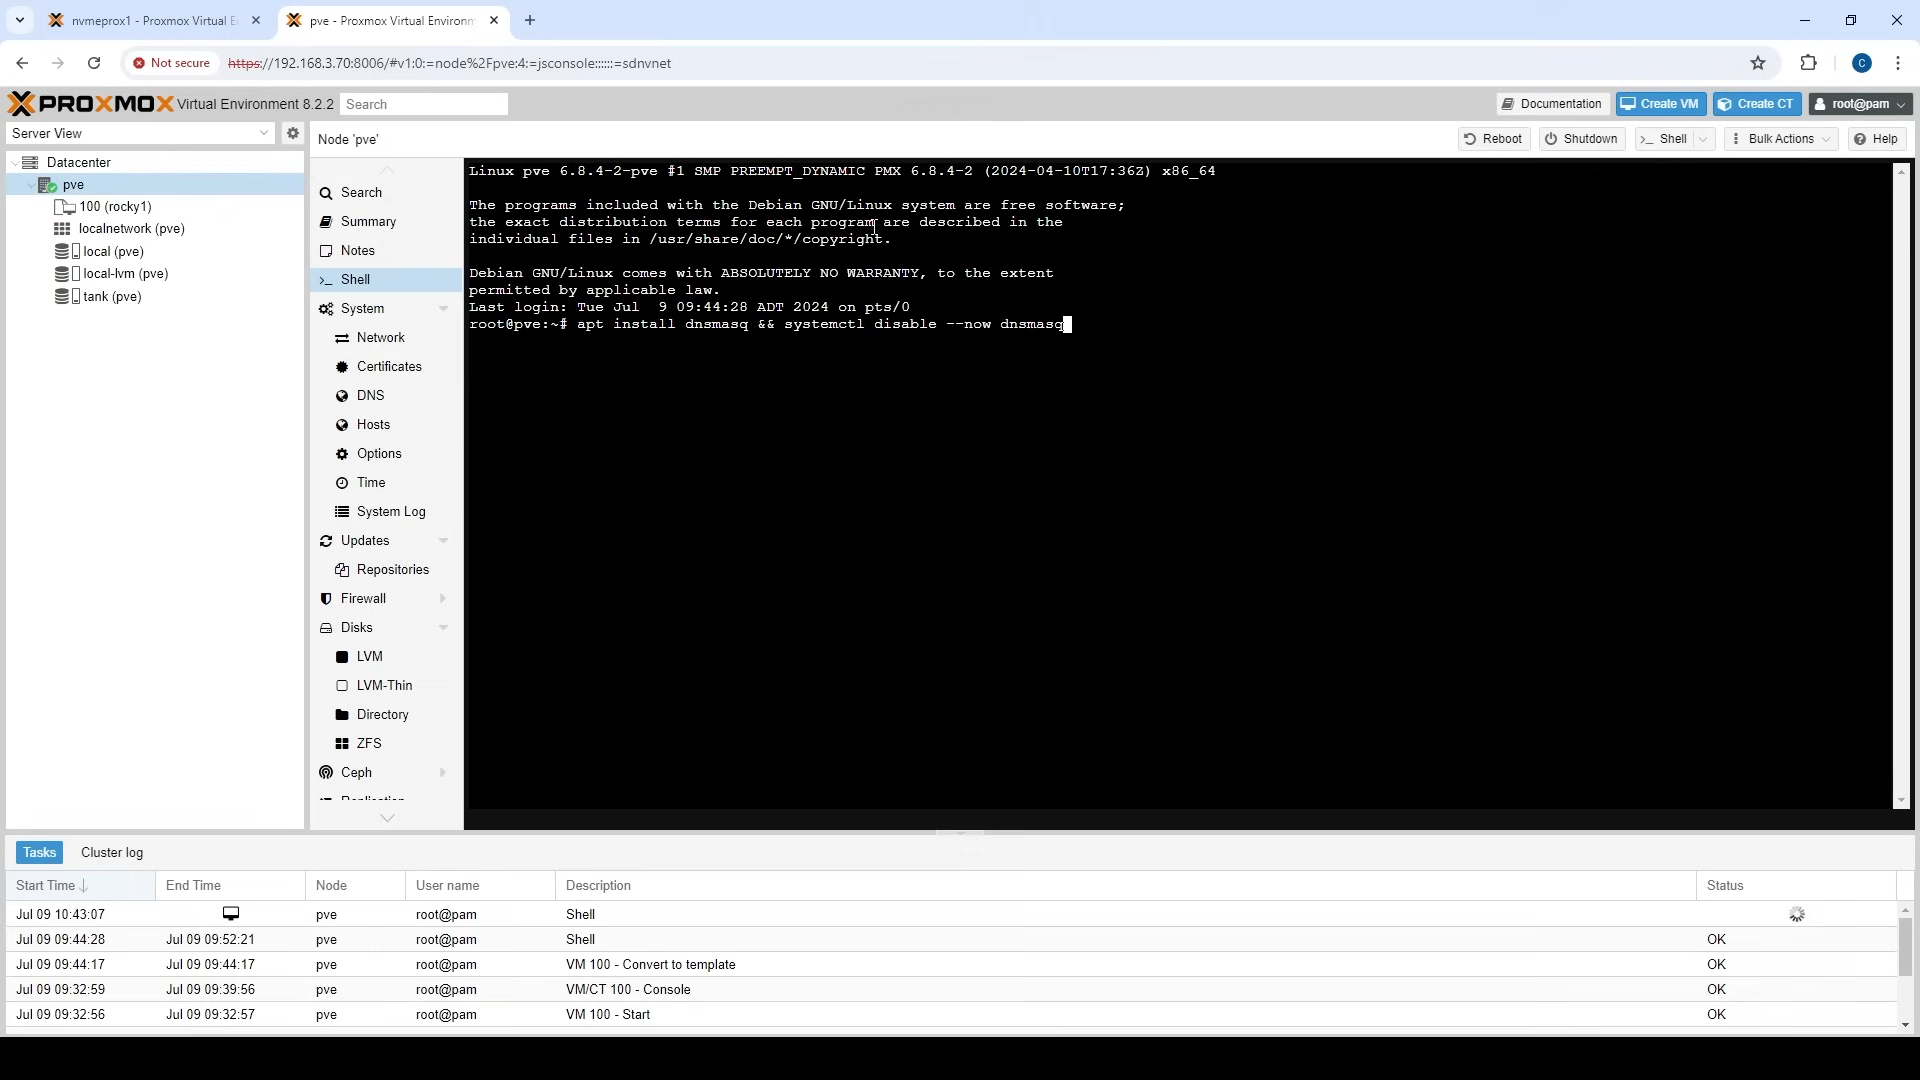 nvmeprox1 - Proxmox Virtual E
pve - Proxmox Virtual Environm
Not secure
https://192.168.3.70:8006/#v1:0:=node%2Fpve:4:=jsconsole::::::=sdnvnet
C
PROXMOX Virtual Environment 8.2.2
Search
Documentation
Create VM
Create CT
root@pam
Server View
Node 'pve'
Reboot
Shutdown
>_ Shell
Bulk Actions
Help
Datacenter
pve
100 (rocky1)
localnetwork (pve)
local (pve)
local-lvm (pve)
tank (pve)
Search
Summary
Notes
>_ Shell
System
Network
Certificates
DNS
Hosts
Options
Time
System Log
Updates
Repositories
Firewall
Disks
LVM
LVM-Thin
Directory
ZFS
Ceph
Linux pve 6.8.4-2-pve #1 SMP PREEMPT_DYNAMIC PMX 6.8.4-2 (2024-04-10T17:36Z) x86_64
The programs included with the Debian GNU/Linux system are free software;
the exact distribution terms for each program are described in the
individual files in /usr/share/doc/*/copyright.
Debian GNU/Linux comes with ABSOLUTELY NO WARRANTY, to the extent
permitted by applicable law.
Last login: Tue Jul  9 09:44:28 ADT 2024 on pts/0
root@pve:~# apt install dnsmasq && systemctl disable --now dnsmasq
Tasks
Cluster log
Start Time
End Time
Node
User name
Description
Status
Jul 09 10:43:07 pve root@pam Shell
Jul 09 09:44:28 Jul 09 09:52:21 pve root@pam Shell OK
Jul 09 09:44:17 Jul 09 09:44:17 pve root@pam VM 100 - Convert to template OK
Jul 09 09:32:59 Jul 09 09:39:56 pve root@pam VM/CT 100 - Console OK
Jul 09 09:32:56 Jul 09 09:32:57 pve root@pam VM 100 - Start OK